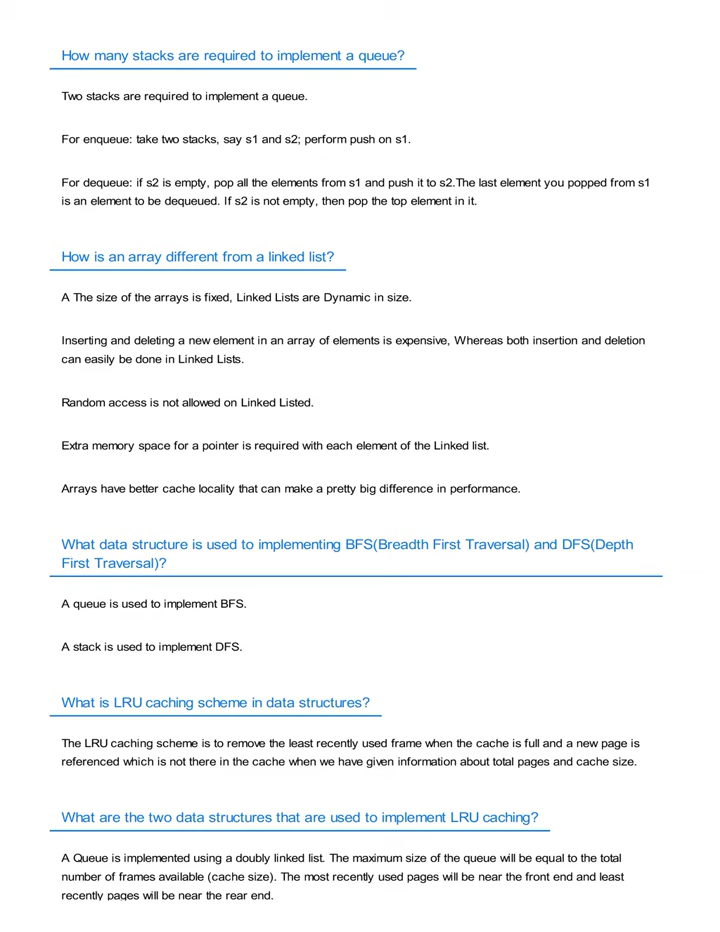 How many stacks are required to implement a queue?
Two stacks are required to implement a queue.
For enqueue: take two stacks, say s1 and s2; perform push on s1.
For dequeue: if s2 is empty, pop all the elements from s1 and push it to s2.The last element you popped from s1
is an element to be dequeued. If s2 is not empty, then pop the top element in it.
How is an array different from a linked list?
A The size of the arrays is fixed, Linked Lists are Dynamic in size.
Inserting and deleting a new element in an array of elements is expensive, Whereas both insertion and deletion
can easily be done in Linked Lists.
Random access is not allowed on Linked Listed.
Extra memory space for a pointer is required with each element of the Linked list.
Arrays have better cache locality that can make a pretty big difference in performance.
What data structure is used to implementing BFS(Breadth First Traversal) and DFS(Depth
First Traversal)?
A queue is used to implement BFS.
A stack is used to implement DFS.
What is LRU caching scheme in data structures?
The LRU caching scheme is to remove the least recently used frame when the cache is full and a new page is
referenced which is not there in the cache when we have given information about total pages and cache size.
What are the two data structures that are used to implement LRU caching?
A Queue is implemented using a doubly linked list. The maximum size of the queue will be equal to the total
number of frames available (cache size). The most recently used pages will be near the front end and least
recently pages will be near the rear end.